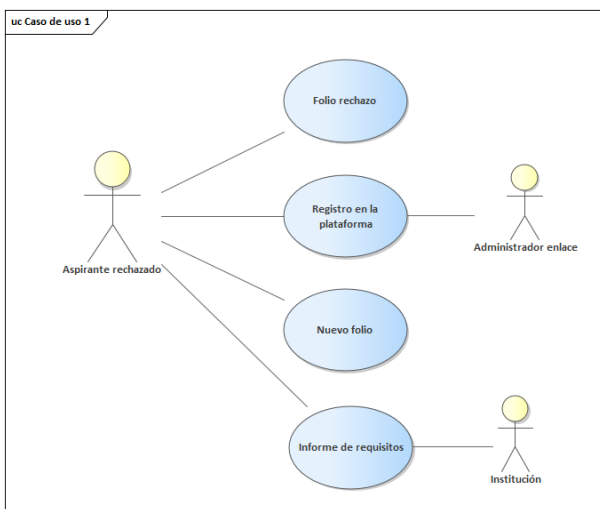 uc Caso de uso 1
Folio rechazo
Registro en la
plataforma
Administrador enlace
Aspirante rechazado
Nuevo folio
Informe de requisitos
Institución